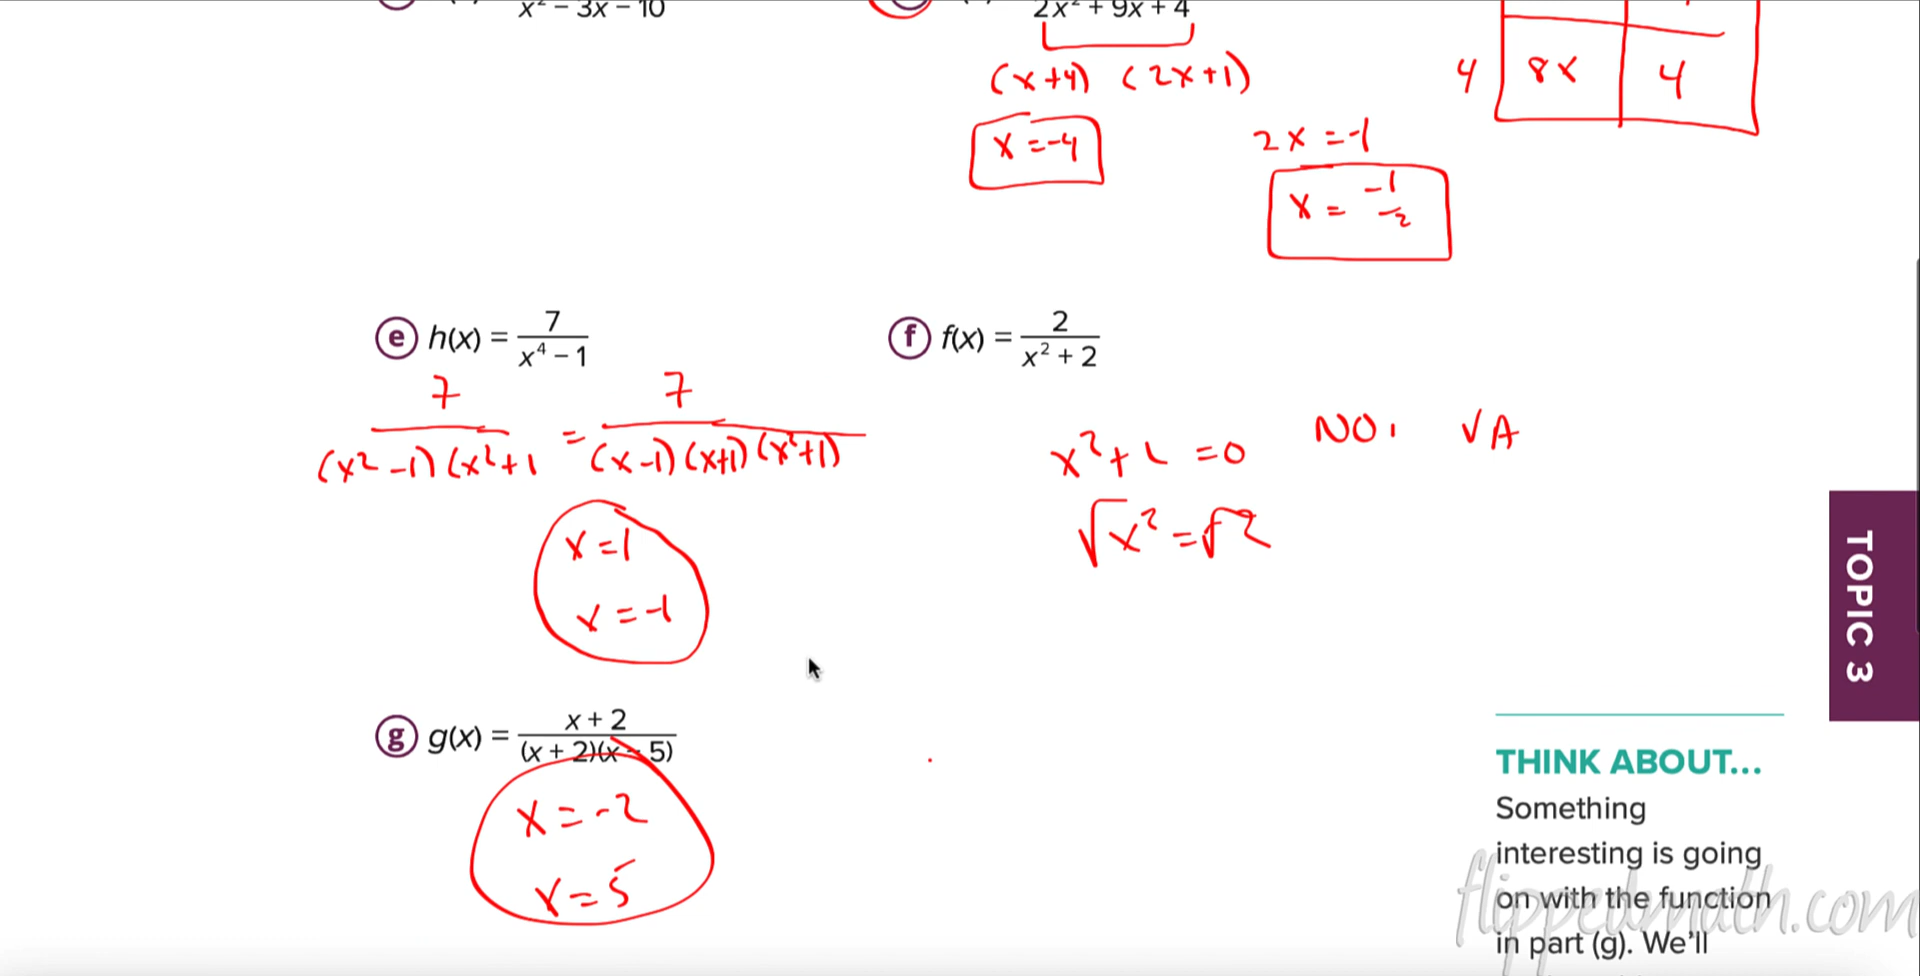 x² − 3x − 10
2x² + 9x + 4
(x+4) (2x+1)
4 8x 4
x = -4
2x = -1
x = -1/2
e h(x) = 7/(x⁴ − 1)
f f(x) = 2/(x² + 2)
7/(x²-1)(x²+1 = 7/(x-1)(x+1)(x²+1)
NO. VA
=0
√x² = √2
x=1
x=-1
g g(x) = (x + 2)/((x + 2)(x − 5))
x=-2
x=5
TOPIC 3
THINK ABOUT...
Something
interesting is going
on with the function
in part (g). We'll
flippedmath.com